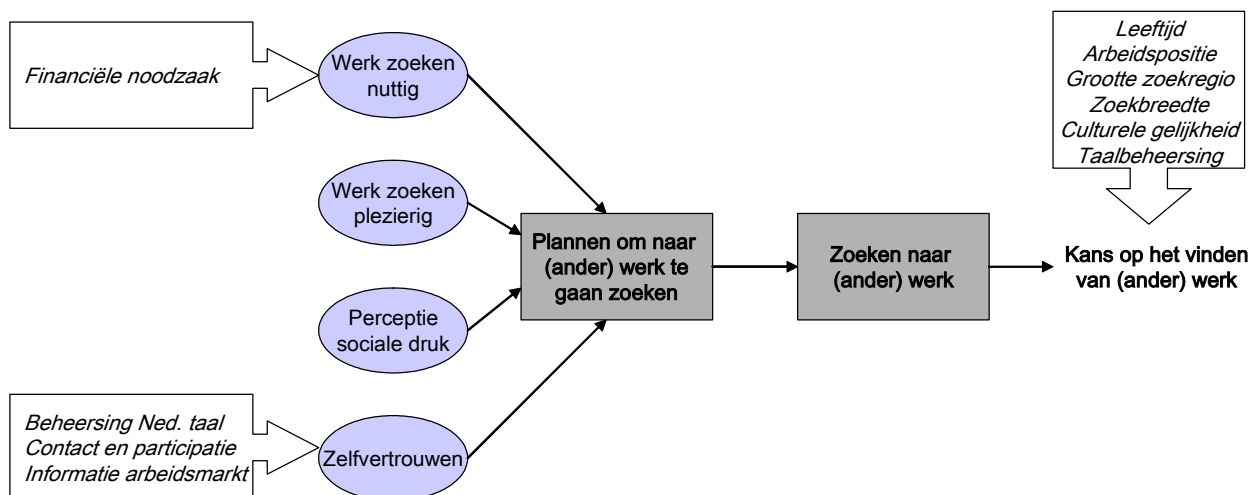 Financiële noodzaak
Werk zoeken
nuttig
Werk zoeken
plezierig
Perceptie
sociale druk
Beheersing Ned. taal
Contact en participatie
Informatie arbeidsmarkt
Zelfvertrouwen
Plannen om naar
(ander) werk te
gaan zoeken
Zoeken naar
(ander) werk
Leeftijd
Arbeidspositie
Grootte zoekregio
Zoekbreedte
Culturele gelijkheid
Taalbeheersing
Kans op het vinden
van (ander) werk